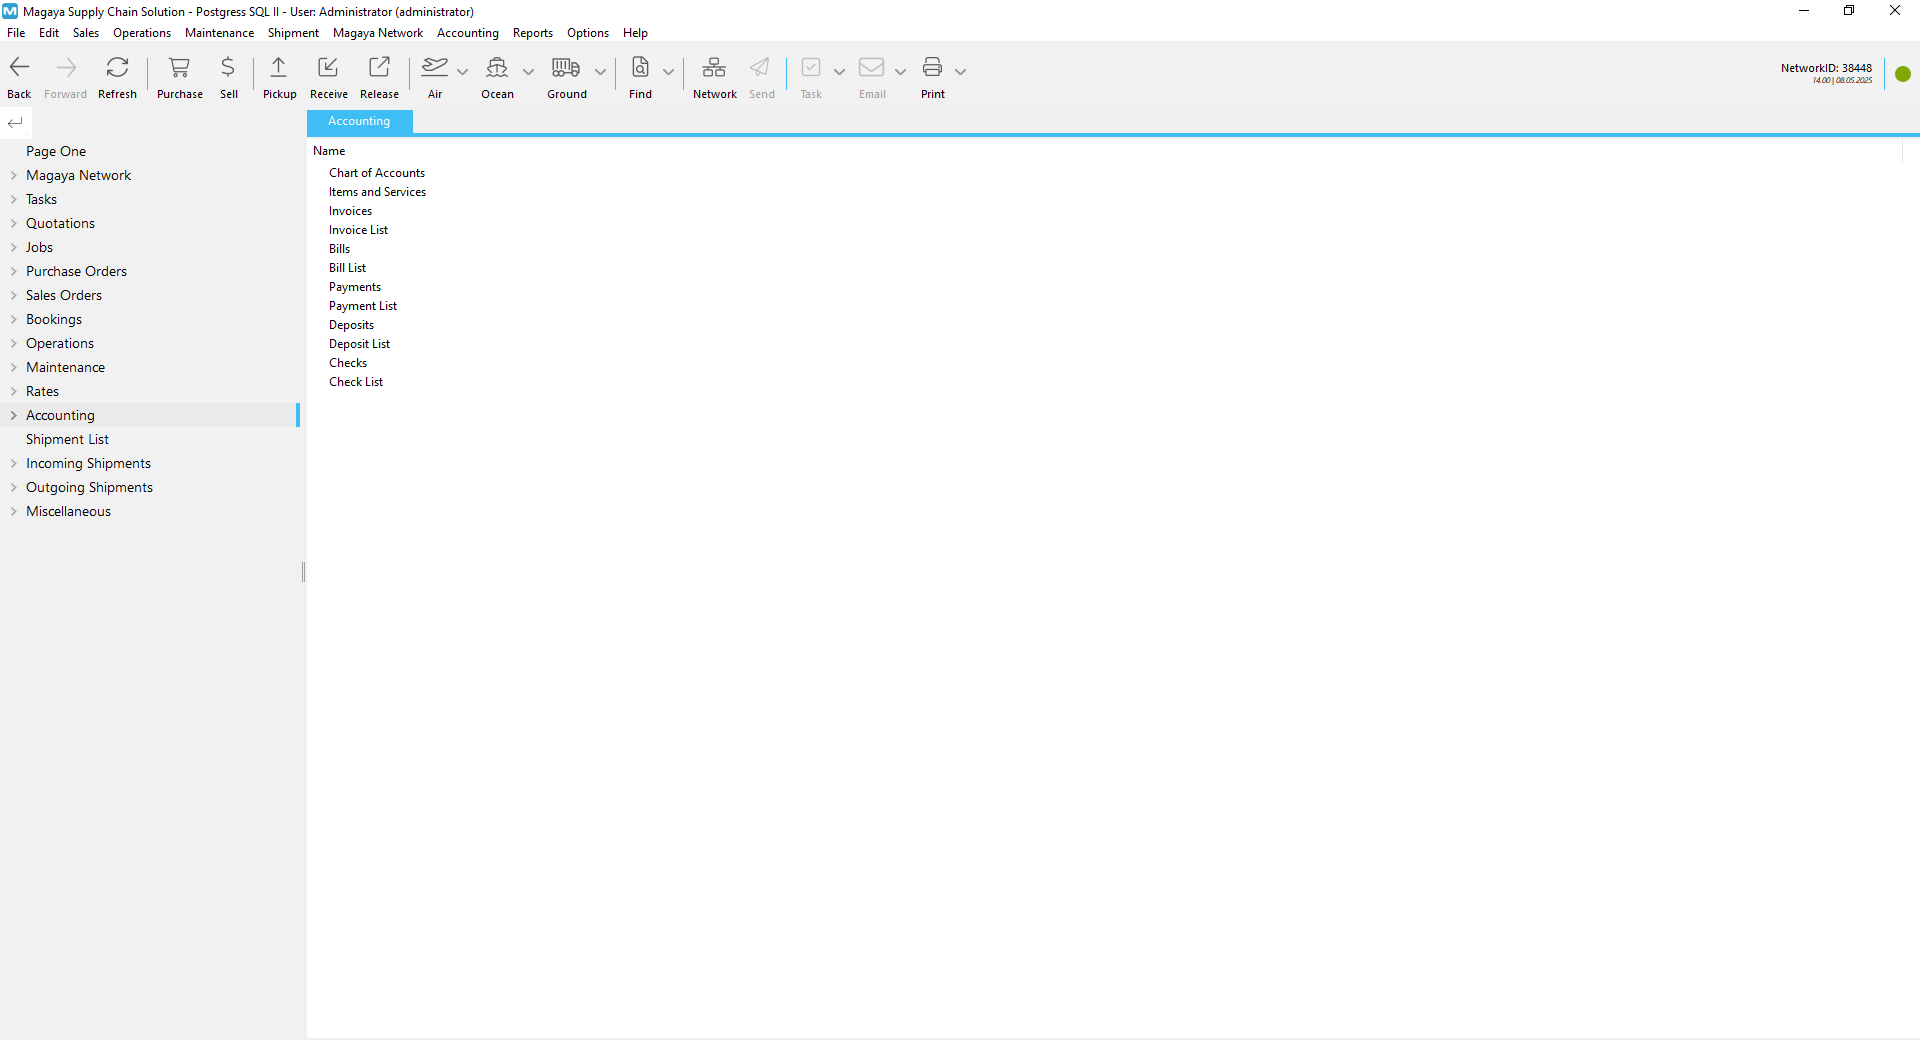 Magaya Supply Chain Solution - Postgress SQL II - User: Administrator (administrator)
File Edit Sales Operations Maintenance Shipment Magaya Network Accounting Reports Options Help
Back Forward Refresh Purchase Sell Pickup Receive Release Air Ocean Ground Find Network Send Task Email Print
NetworkID: 38448
14.00 | 08.05.2025
Page One
Magaya Network
Tasks
Quotations
Jobs
Purchase Orders
Sales Orders
Bookings
Operations
Maintenance
Rates
Accounting
Shipment List
Incoming Shipments
Outgoing Shipments
Miscellaneous
Accounting
Name
Chart of Accounts
Items and Services
Invoices
Invoice List
Bills
Bill List
Payments
Payment List
Deposits
Deposit List
Checks
Check List